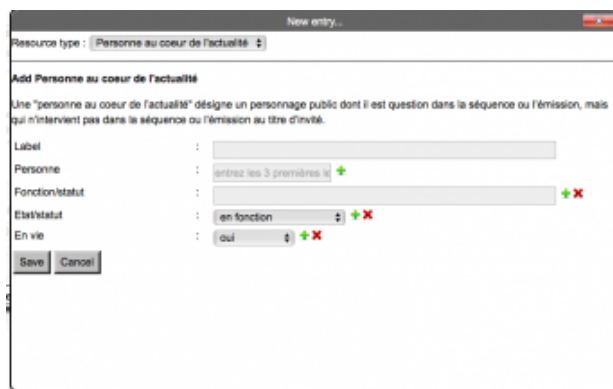 New entry...
Resource type : Personne au coeur de l'actualité
Add Personne au coeur de l'actualité
Une "personne au coeur de l'actualité" désigne un personnage public dont il est question dans la séquence ou l'émission, mais
qui n'intervient pas dans la séquence ou l'émission au titre d'invité.
Label :
Personne : entrez les 3 premières le
Fonction/statut :
Etat/statut : en fonction
En vie : oui
Save Cancel